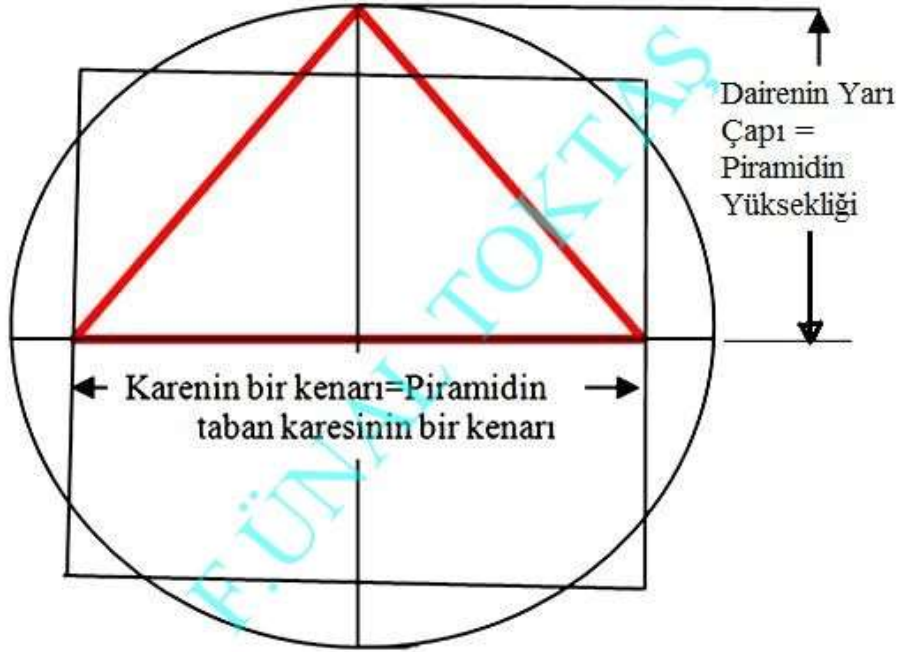 Dairenin Yarı
Çapı =
Piramidin
Yüksekliği
Karenin bir kenarı=Piramidin
taban karesinin bir kenarı
F.ÜNAL TOKTAŞ